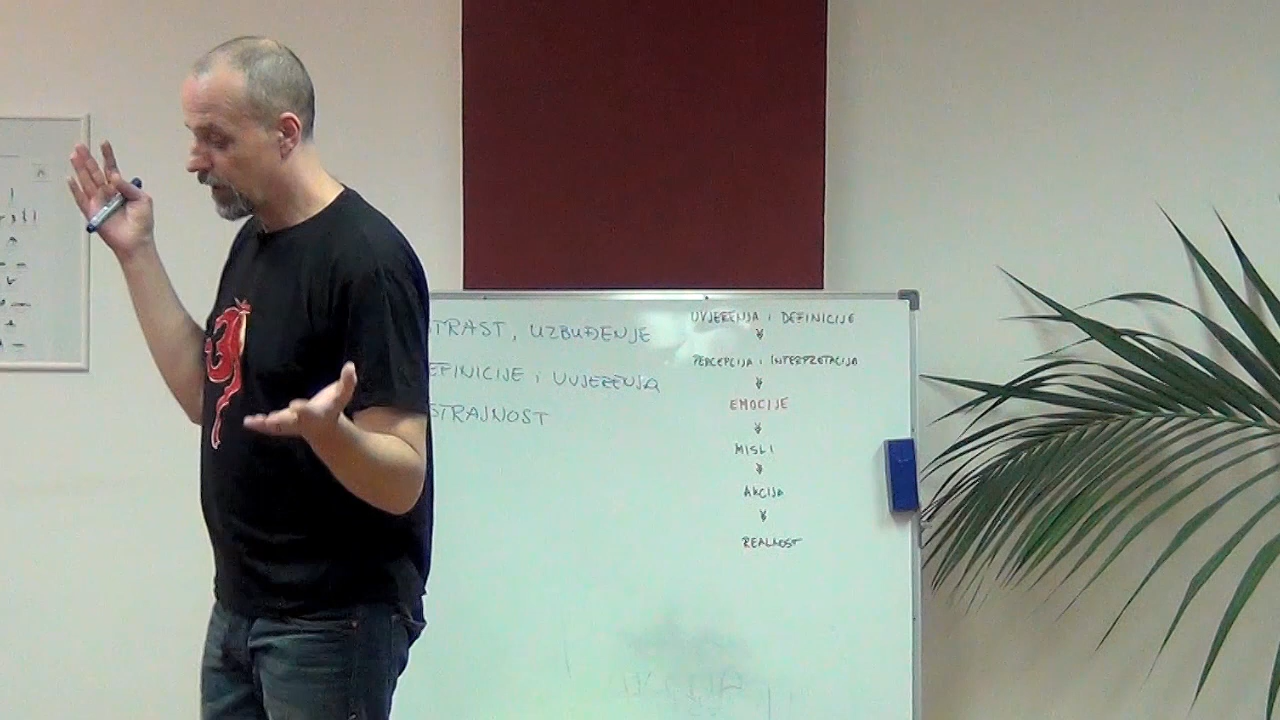 TRAST, UZBUĐENJE
EFINICIJE i UVJERENJA
STRAJNOST
UVJERENJA i DEFINICIJE
PERCEPCIJA i INTERPRETACIJA
EMOCIJE
MISLI
AKCIJA
REALNOST